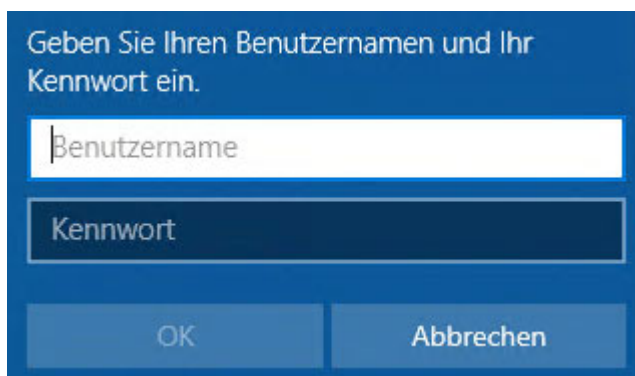 Geben Sie Ihren Benutzernamen und Ihr
Kennwort ein.
Benutzername
Kennwort
OK
Abbrechen